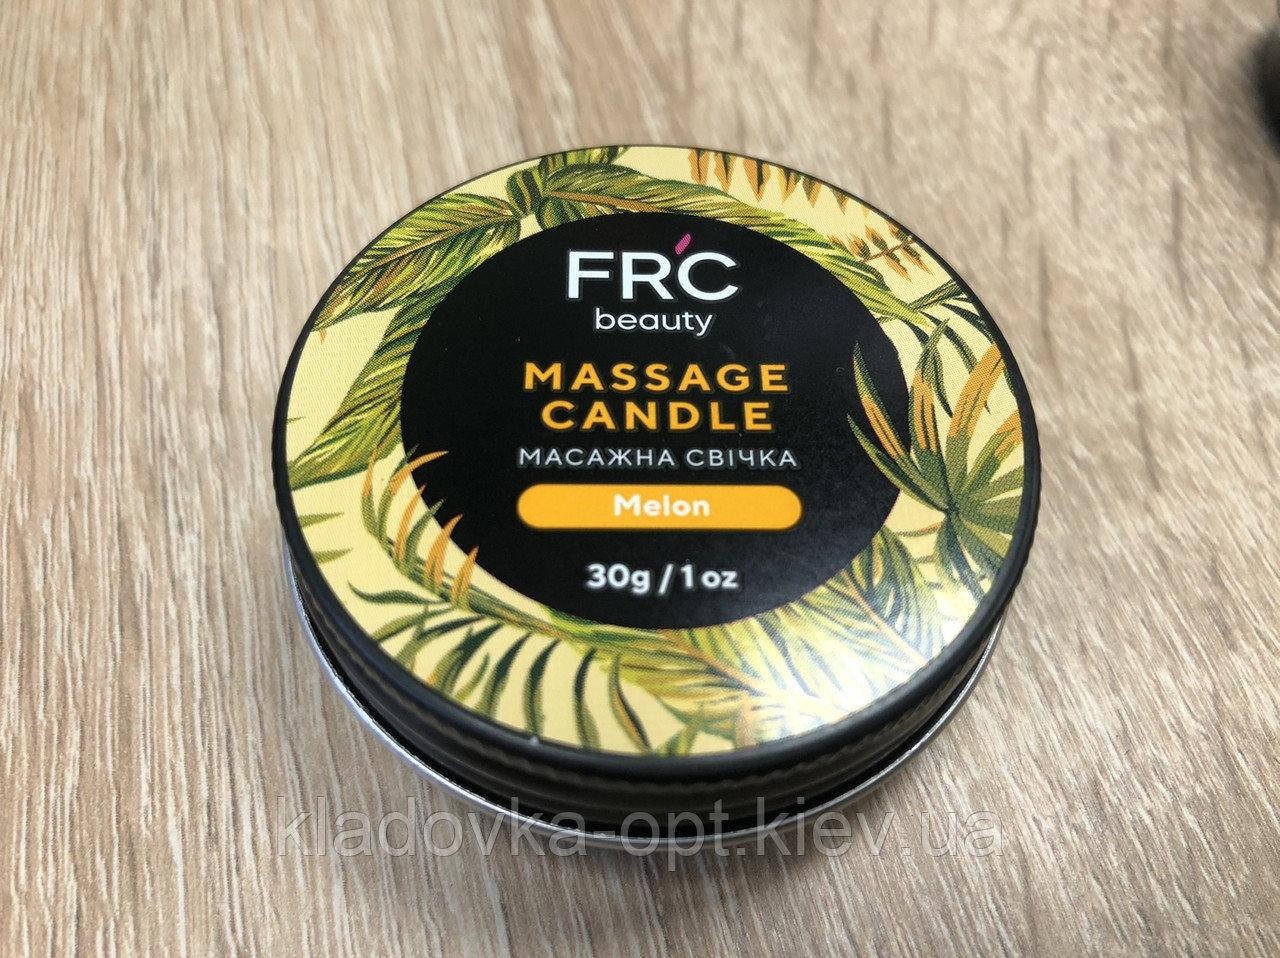 FRC
beauty
MASSAGE
CANDLE
МАСАЖНА СВІЧКА
Melon
30g / 1 oz
kladovka-opt.kiev.ua